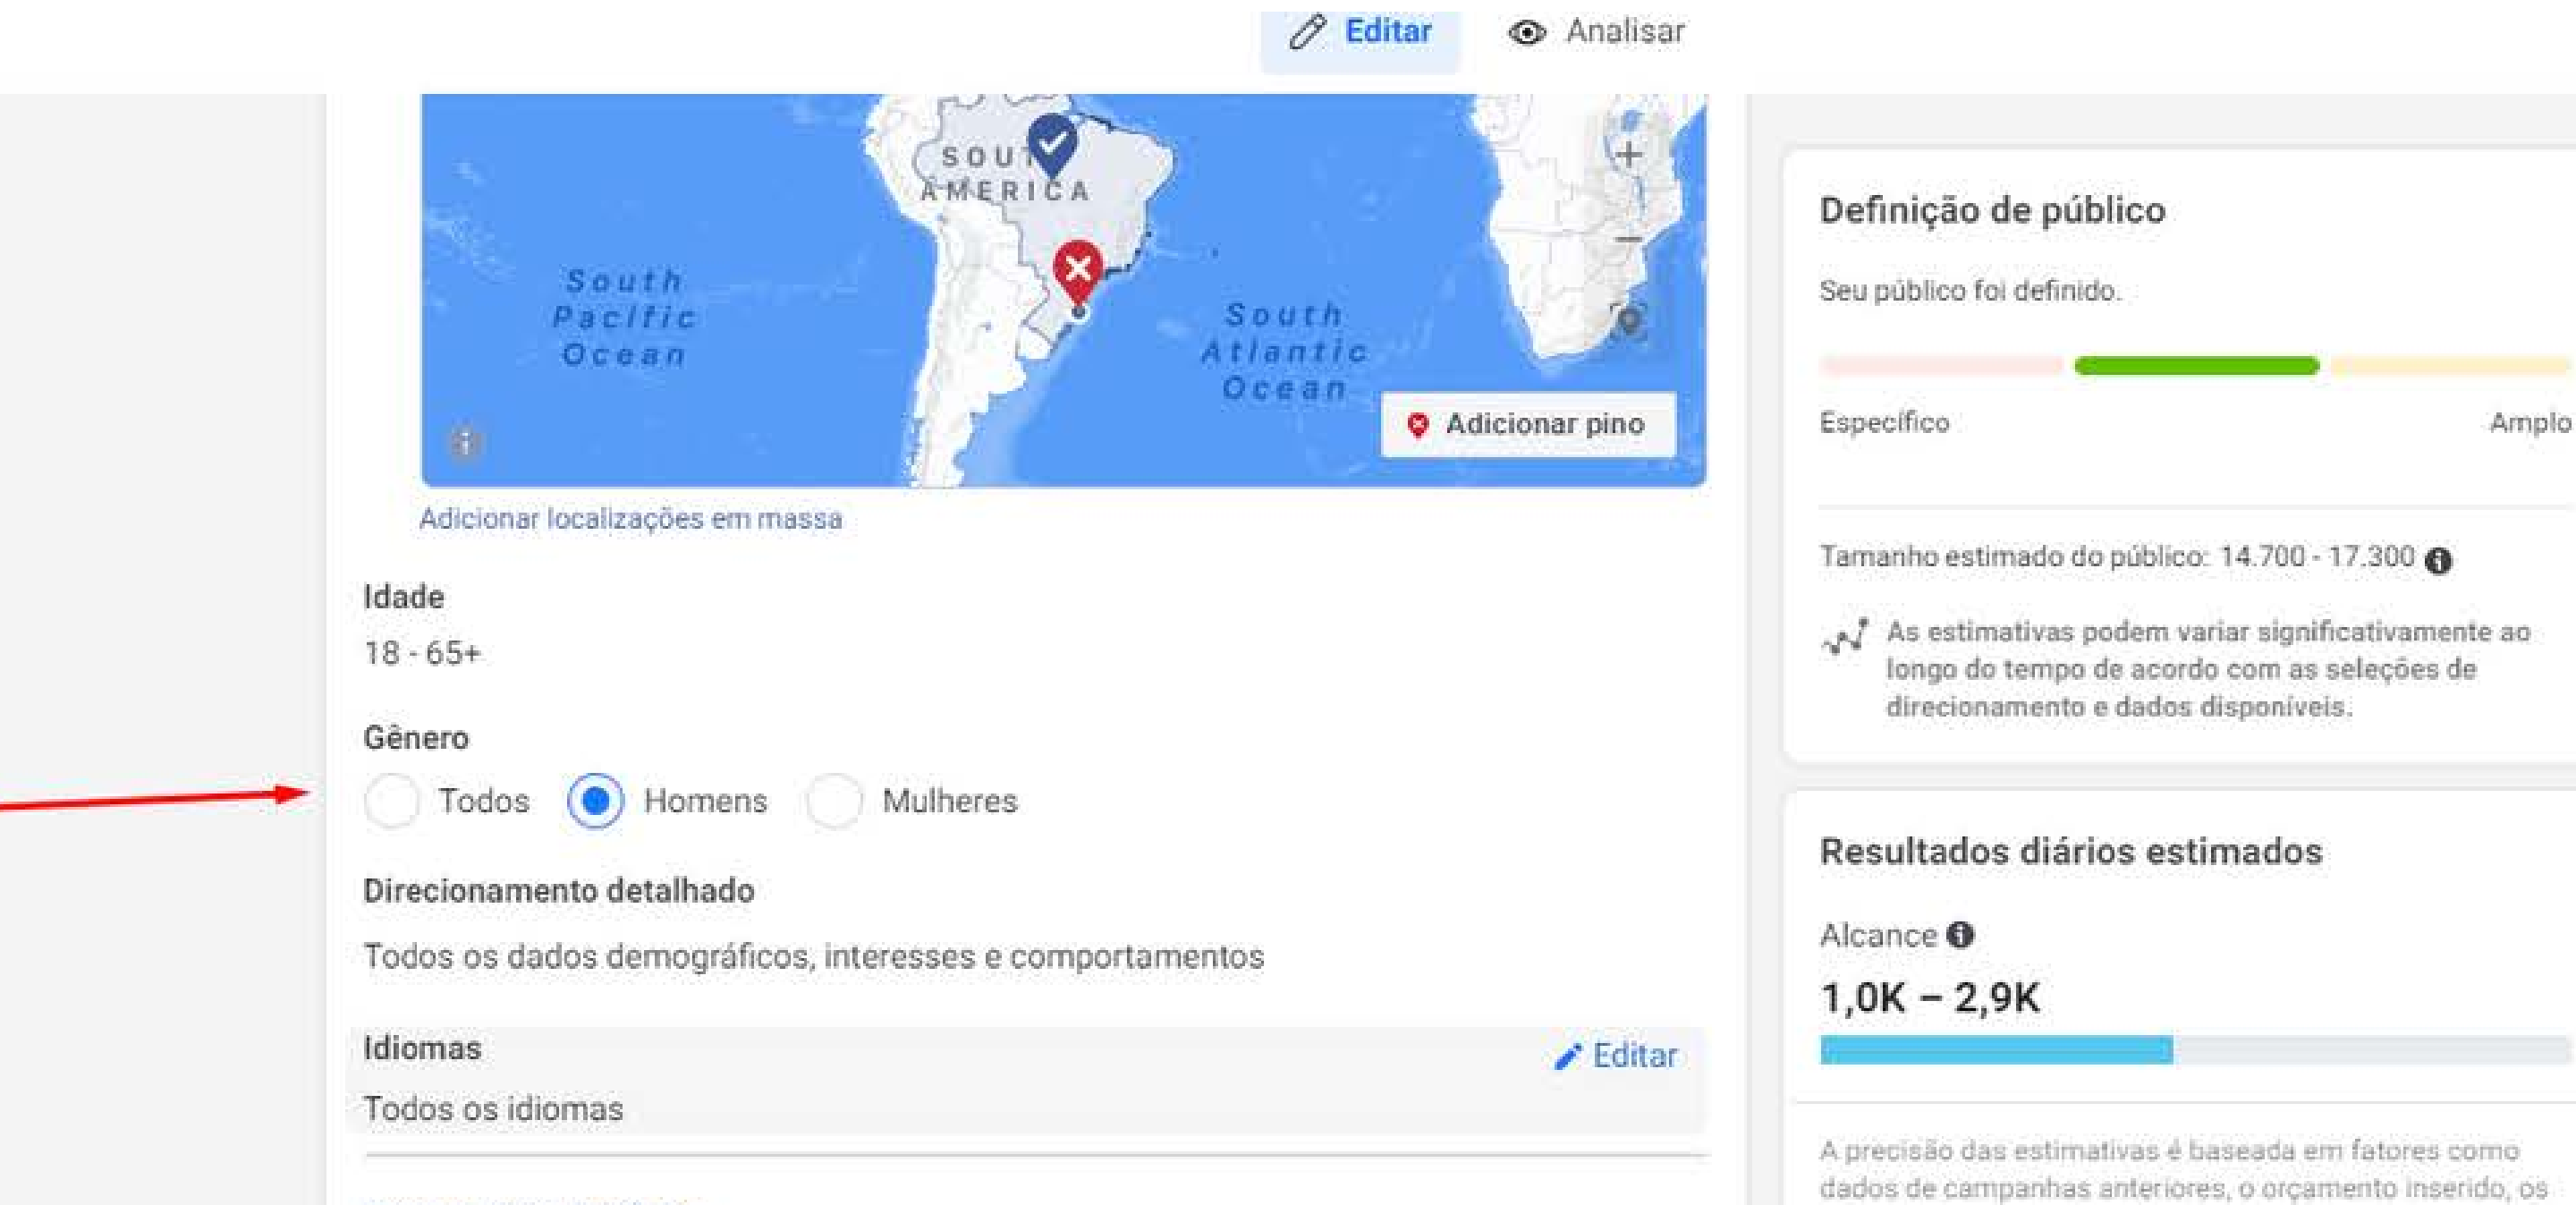 Editar
Analisar
SOUT
AMERICA
South
Pacific
Ocean
South
Atlantic
Ocean
Adicionar pino
Adicionar localizações em massa
Idade
18 - 65+
Gênero
Todos
Homens
Mulheres
Direcionamento detalhado
Todos os dados demográficos, interesses e comportamentos
Idiomas
Editar
Todos os idiomas
Definição de público
Seu público foi definido.
Específico
Amplo
Tamanho estimado do público: 14.700 - 17.300
As estimativas podem variar significativamente ao
longo do tempo de acordo com as seleções de
direcionamento e dados disponíveis.
Resultados diários estimados
Alcance
1,0K – 2,9K
A precisão das estimativas é baseada em fatores como
dados de campanhas anteriores, o orçamento inserido, os